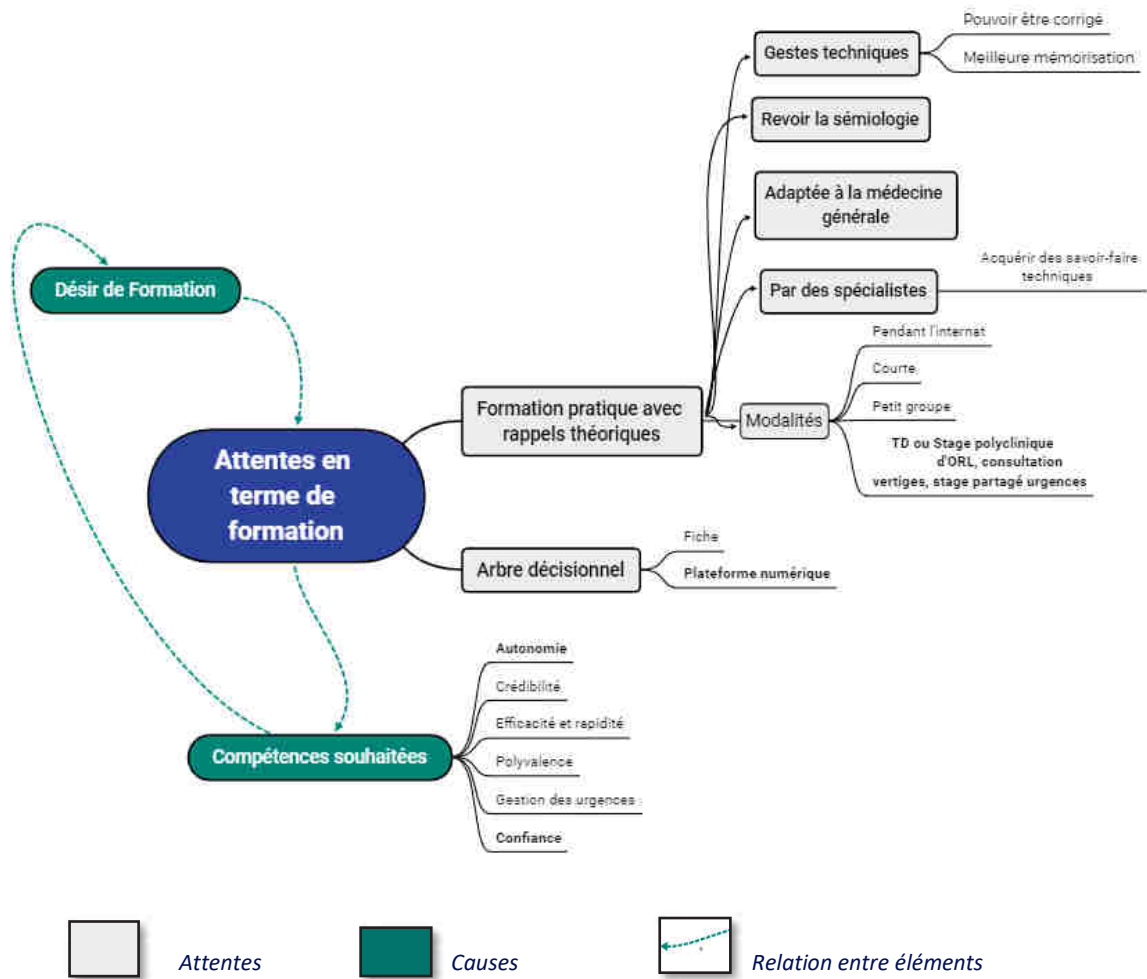 Pouvoir être corrigé
Gestes techniques
Meilleure mémorisation
Revoir la sémiologie
Adaptée à la médecine
générale
Acquérir des savoir-faire
techniques
Par des spécialistes
Désir de Formation
Pendant l'internat
Courte
Petit groupe
Formation pratique avec
rappels théoriques
Modalités
TD ou Stage polyclinique
d'ORL, consultation
vertiges, stage partagé urgences
Attentes en
terme de
formation
Fiche
Arbre décisionnel
Plateforme numérique
Autonomie
Crédibilité
Efficacité et rapidité
Compétences souhaitées
Polyvalence
Gestion des urgences
Confiance
Attentes
Causes
Relation entre éléments